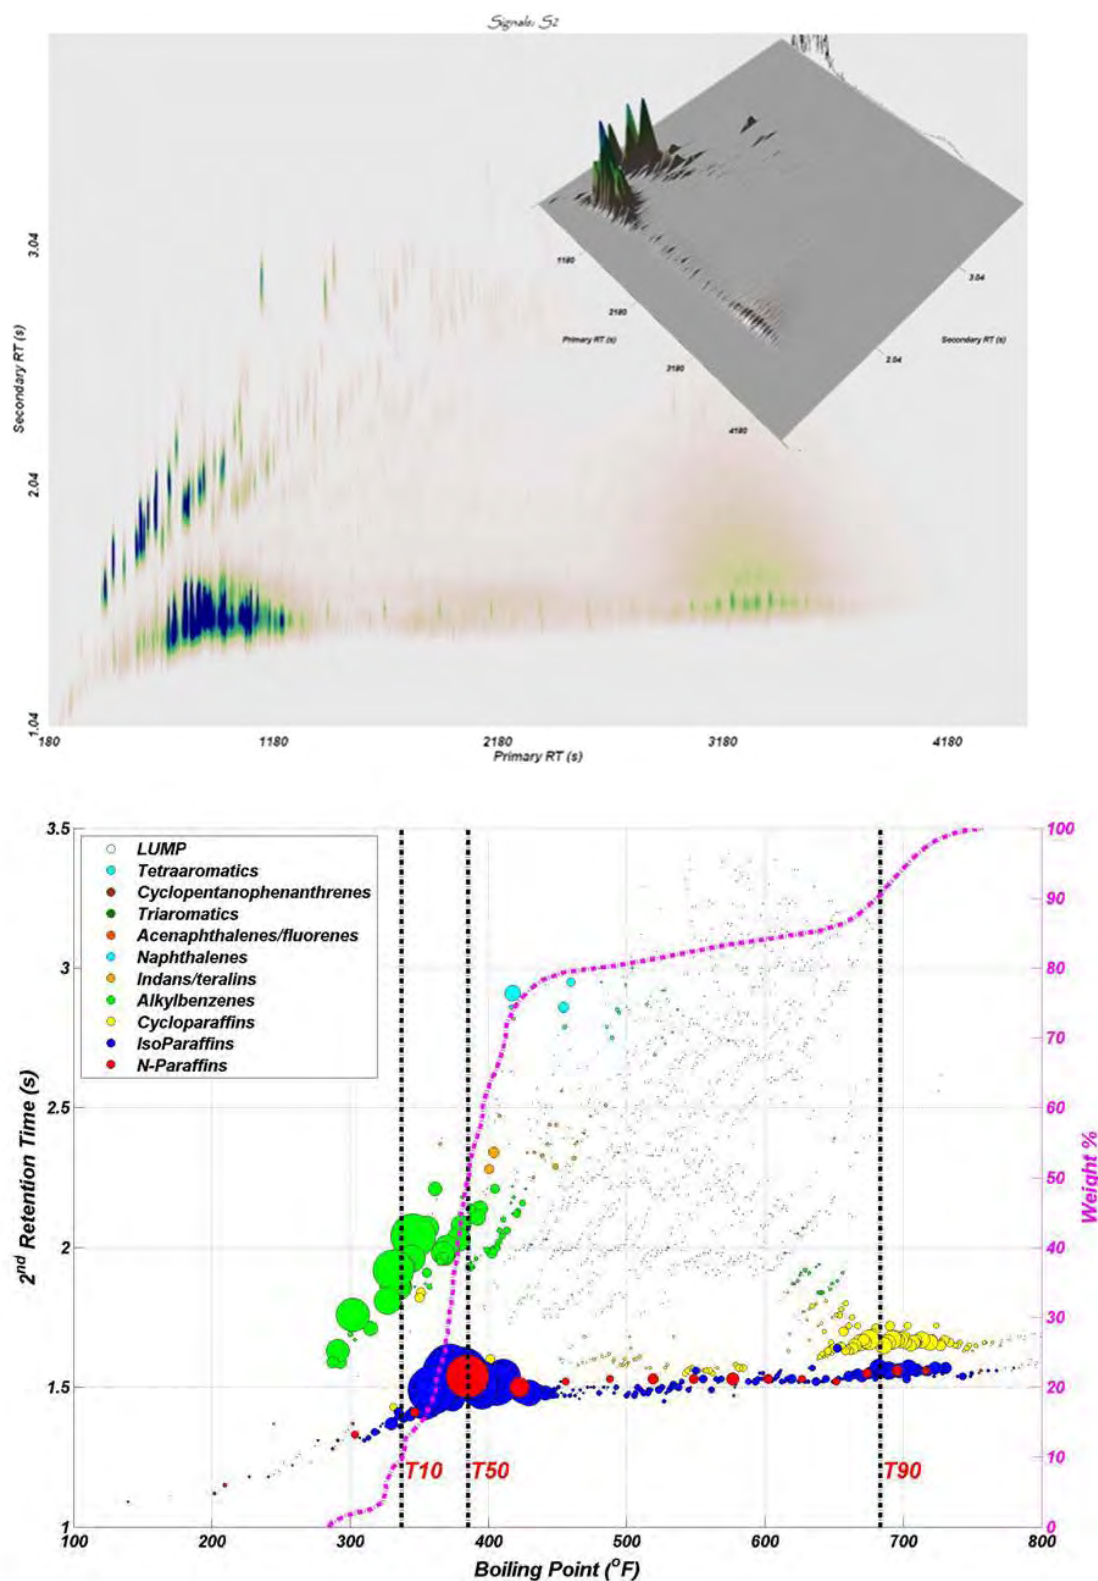 Signals: S2
3.04
2.04
1.04
Secondary RT (s)
180
1180
2180
3180
4180
Primary RT (s)
1180
2180
3180
4180
Primary RT (s)
3.04
2.04
Secondary RT (s)
3.5
3
2.5
2
1.5
1
2nd Retention Time (s)
LUMP
Tetraaromatics
Cyclopentanophenanthrenes
Triaromatics
Acenaphthalenes/fluorenes
Naphthalenes
Indans/teralins
Alkylbenzenes
Cycloparaffins
IsoParaffins
N-Paraffins
T10
T50
T90
100
90
80
70
60
50
40
30
20
10
0
Weight %
100
200
300
400
500
600
700
800
Boiling Point (oF)